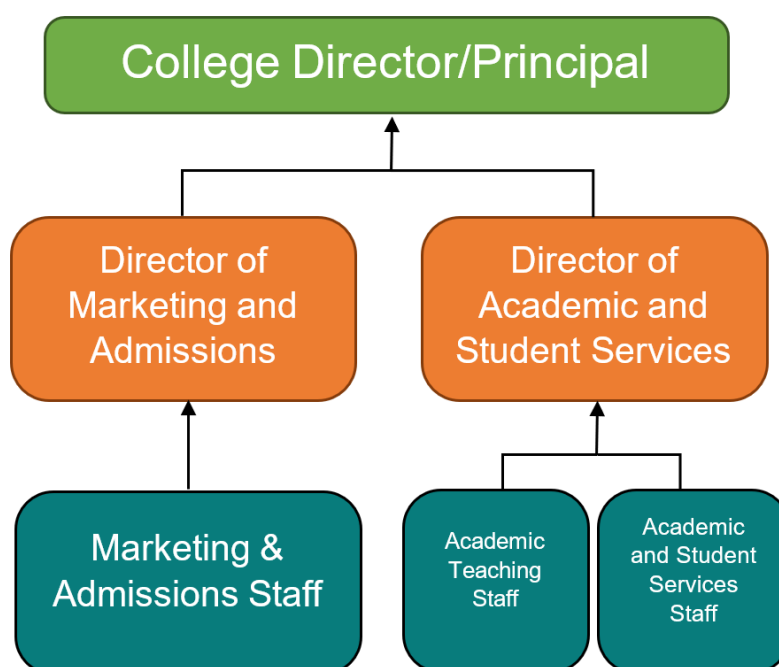 College Director/Principal
Director of
Marketing and
Admissions
Director of
Academic and
Student Services
Marketing &
Admissions Staff
Academic
Teaching
Staff
Academic
and Student
Services
Staff